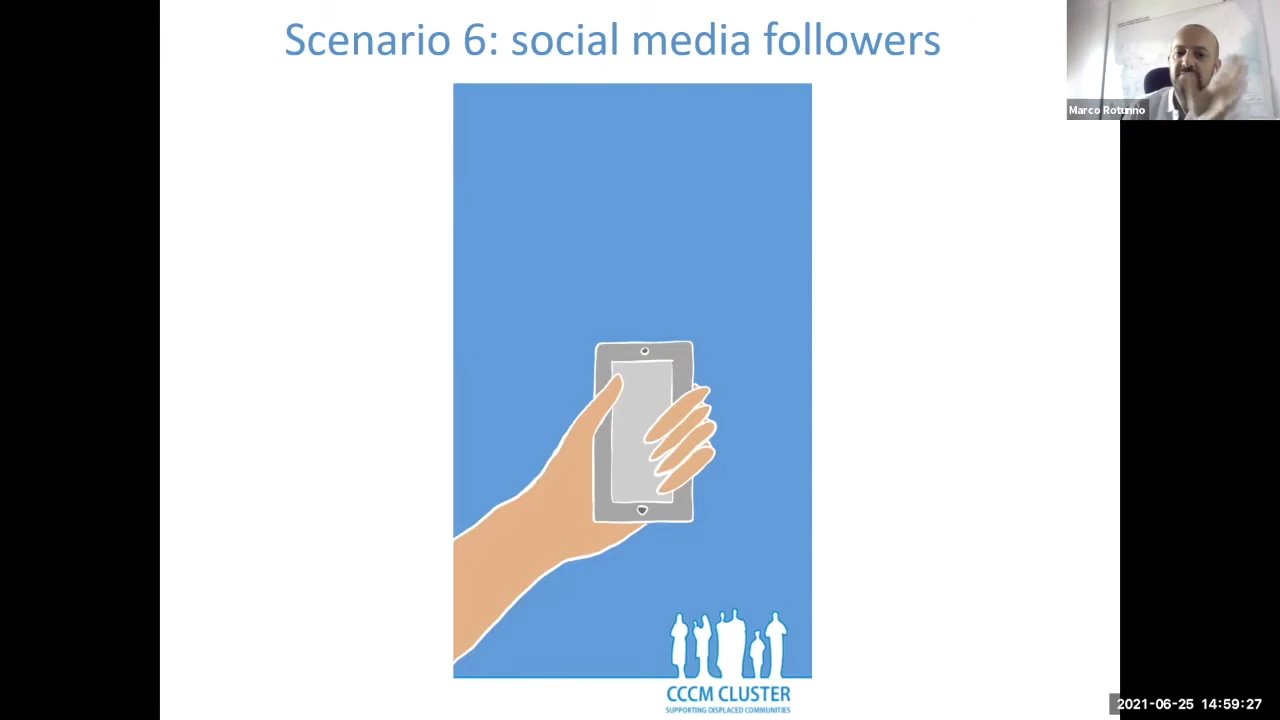 Scenario 6: social media followers
Marco Rotunno
CCCM CLUSTER
SUPPORTING DISPLACED COMMUNITIES
2021-06-25 14:59:27